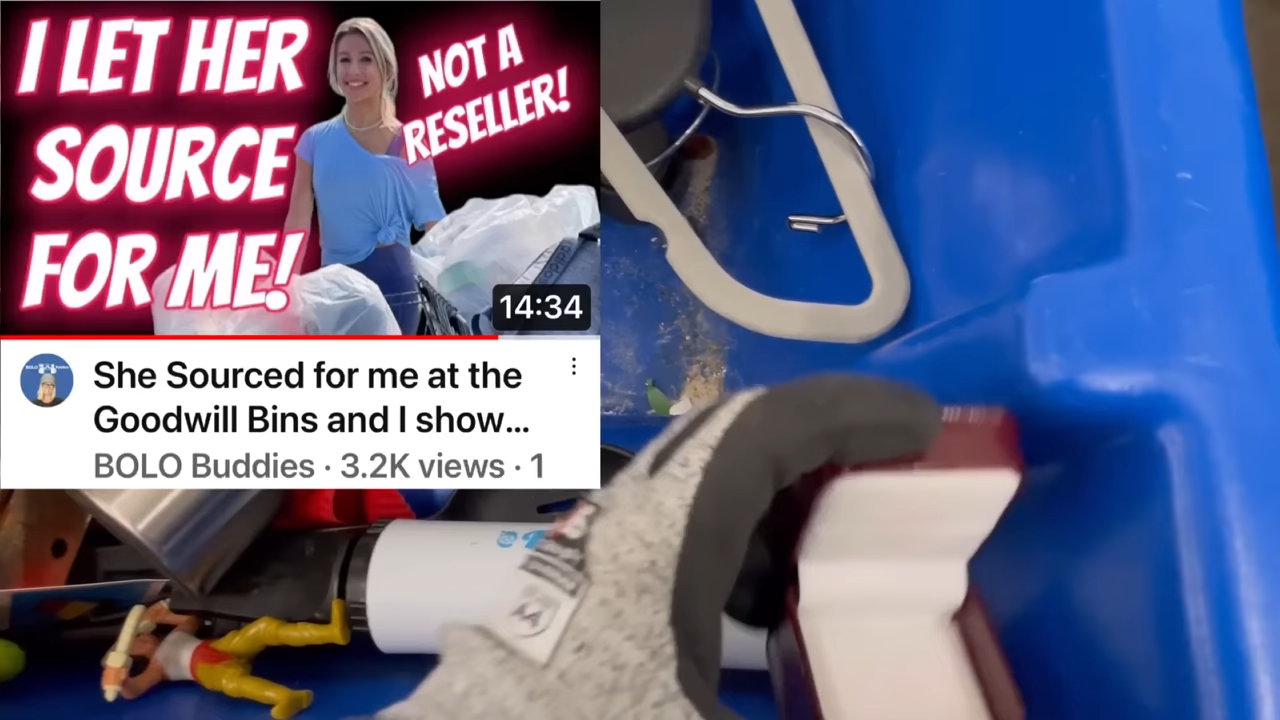 I LET HER
SOURCE
FOR ME!
NOT A
RESELLER!
adidas
14:34
She Sourced for me at the
Goodwill Bins and I show...
BOLO Buddies · 3.2K views · 1